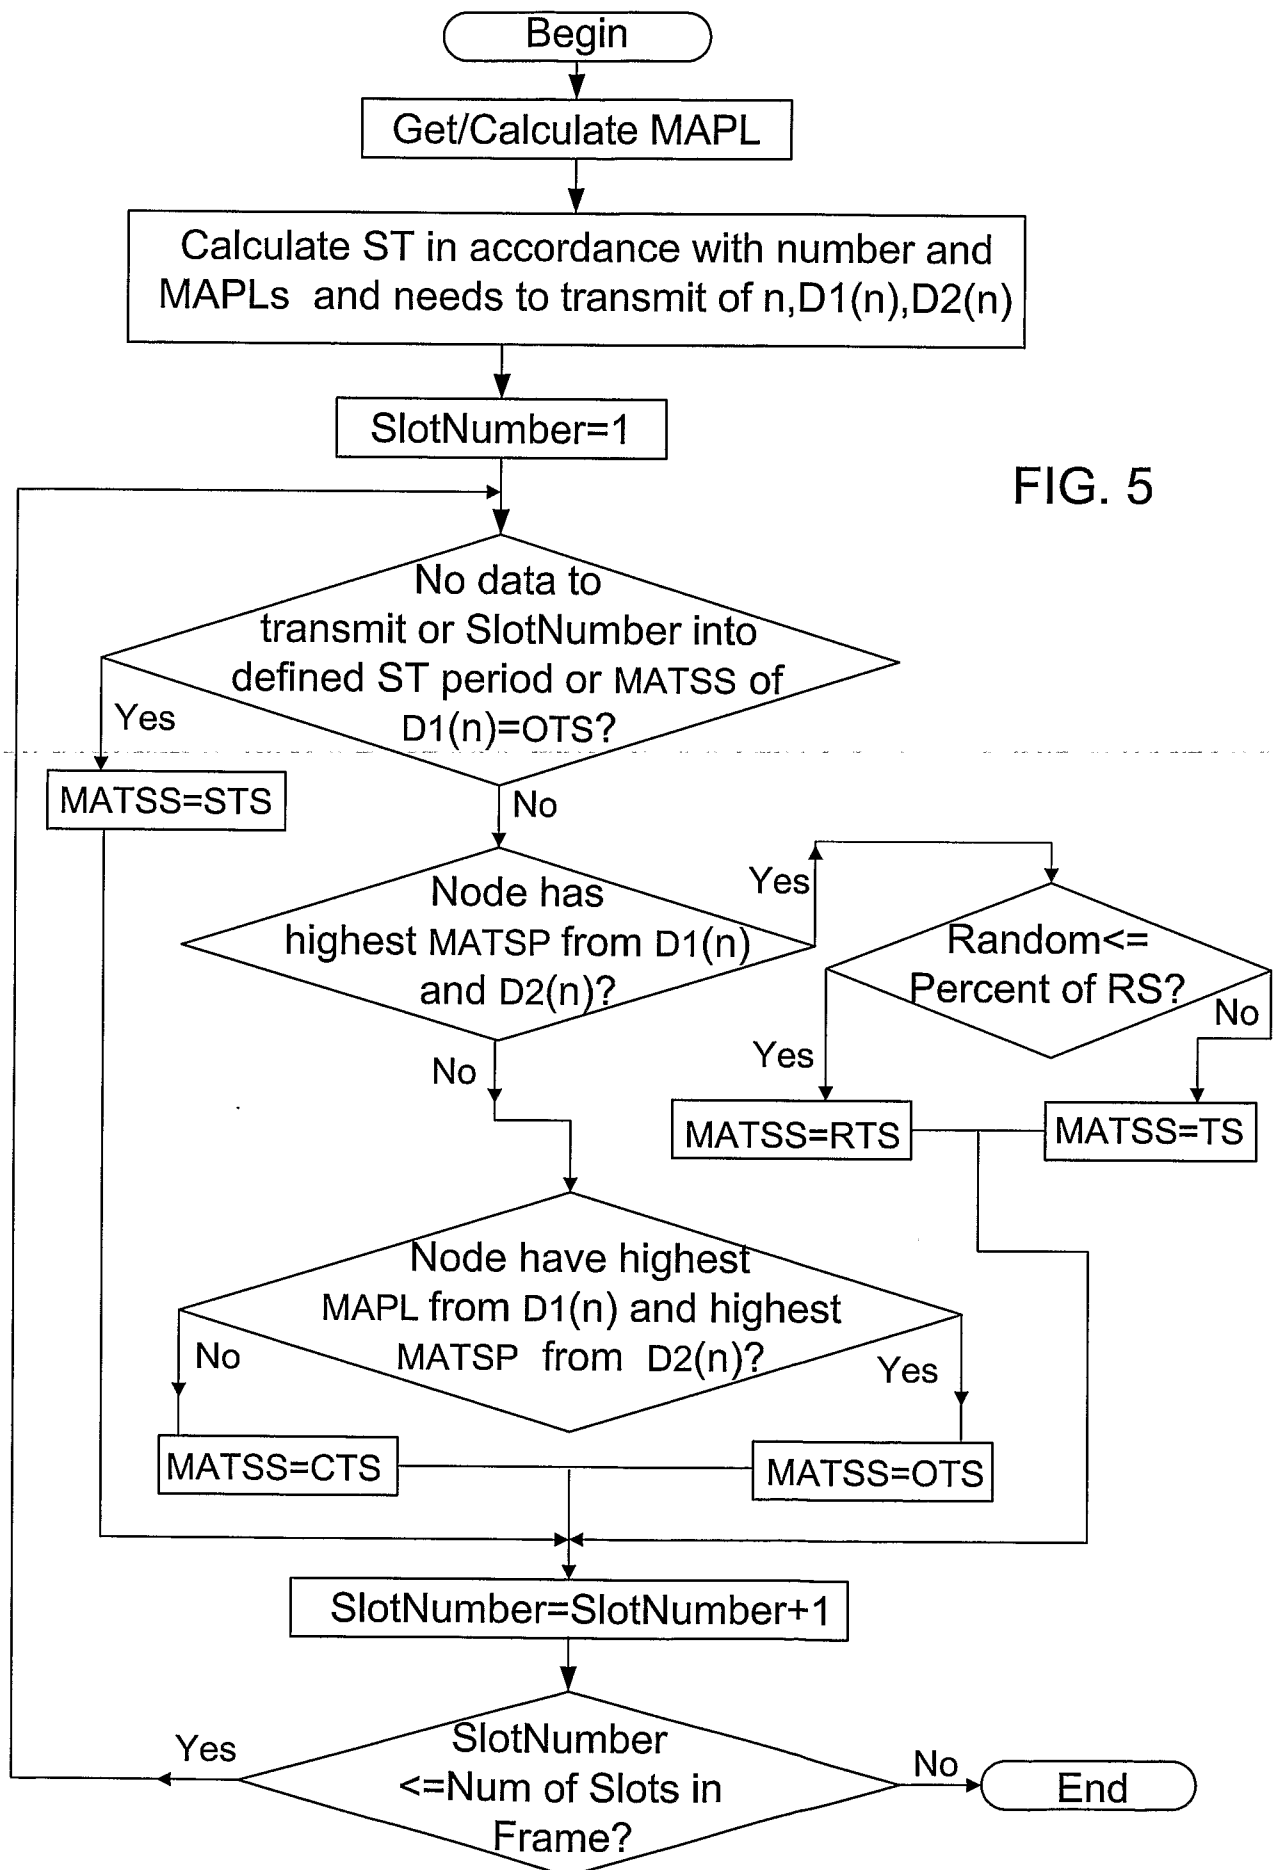 Begin
Get/Calculate MAPL
Calculate ST in accordance with number and
MAPLs and needs to transmit of n,D1(n),D2(n)
SlotNumber=1
FIG. 5
No data to
transmit or SlotNumber into
defined ST period or MATSS of
D1(n)=OTS?
Yes
MATSS=STS
No
Node has
highest MATSP from D1(n)
and D2(n)?
Yes
Random<=
Percent of RS?
No
Yes
No
MATSS=RTS
MATSS=TS
Node have highest
MAPL from D1(n) and highest
MATSP from D2(n)?
No
Yes
MATSS=CTS
MATSS=OTS
SlotNumber=SlotNumber+1
SlotNumber
<=Num of Slots in
Frame?
Yes
No
End